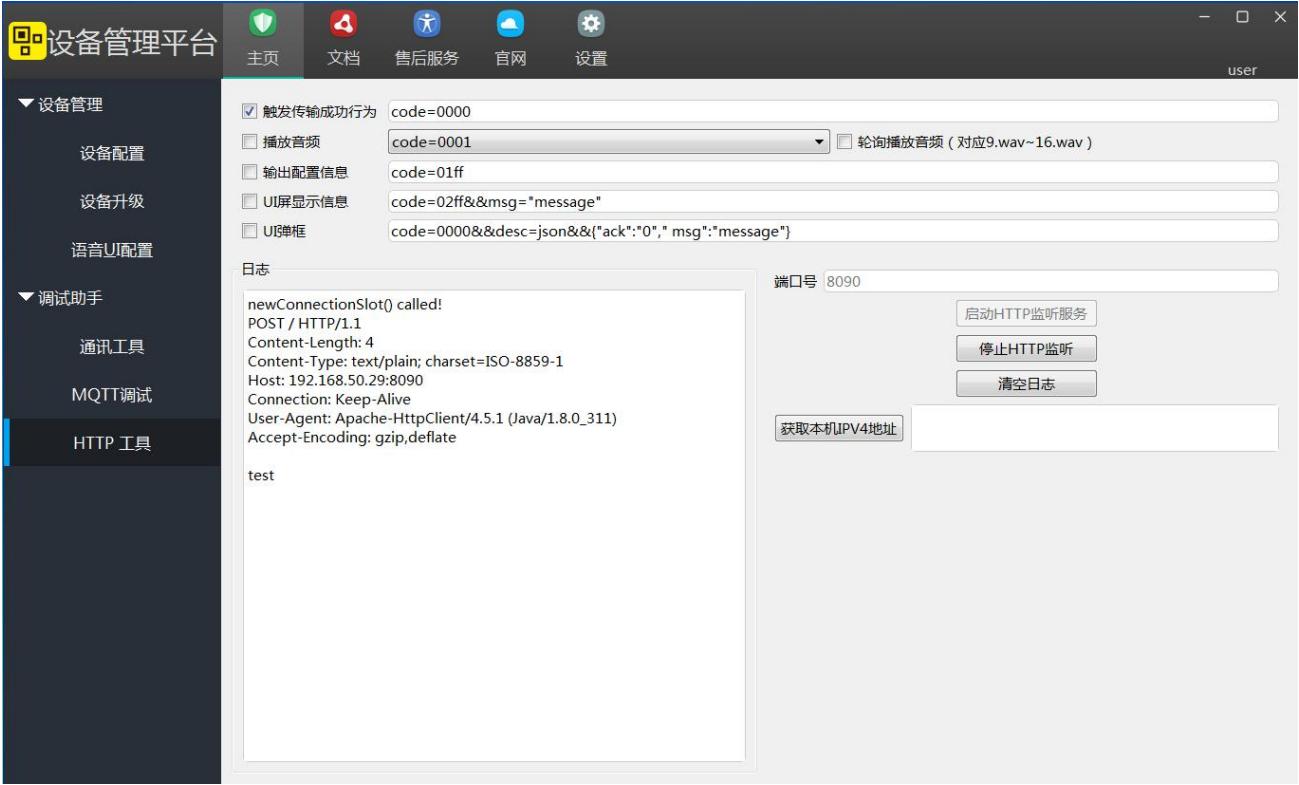 设备管理平台
主页
文档
售后服务
官网
设置
user
设备管理
设备配置
设备升级
语音UI配置
调试助手
通讯工具
MQTT调试
HTTP 工具
触发传输成功行为 code=0000
播放音频 code=0001 轮询播放音频（对应9.wav~16.wav）
输出配置信息 code=01ff
UI屏显示信息 code=02ff&&msg="message"
UI弹框 code=0000&&desc=json&&{"ack":"0"," msg":"message"}
日志
newConnectionSlot() called!
POST / HTTP/1.1
Content-Length: 4
Content-Type: text/plain; charset=ISO-8859-1
Host: 192.168.50.29:8090
Connection: Keep-Alive
User-Agent: Apache-HttpClient/4.5.1 (Java/1.8.0_311)
Accept-Encoding: gzip,deflate
test
端口号 8090
启动HTTP监听服务
停止HTTP监听
清空日志
获取本机IPV4地址